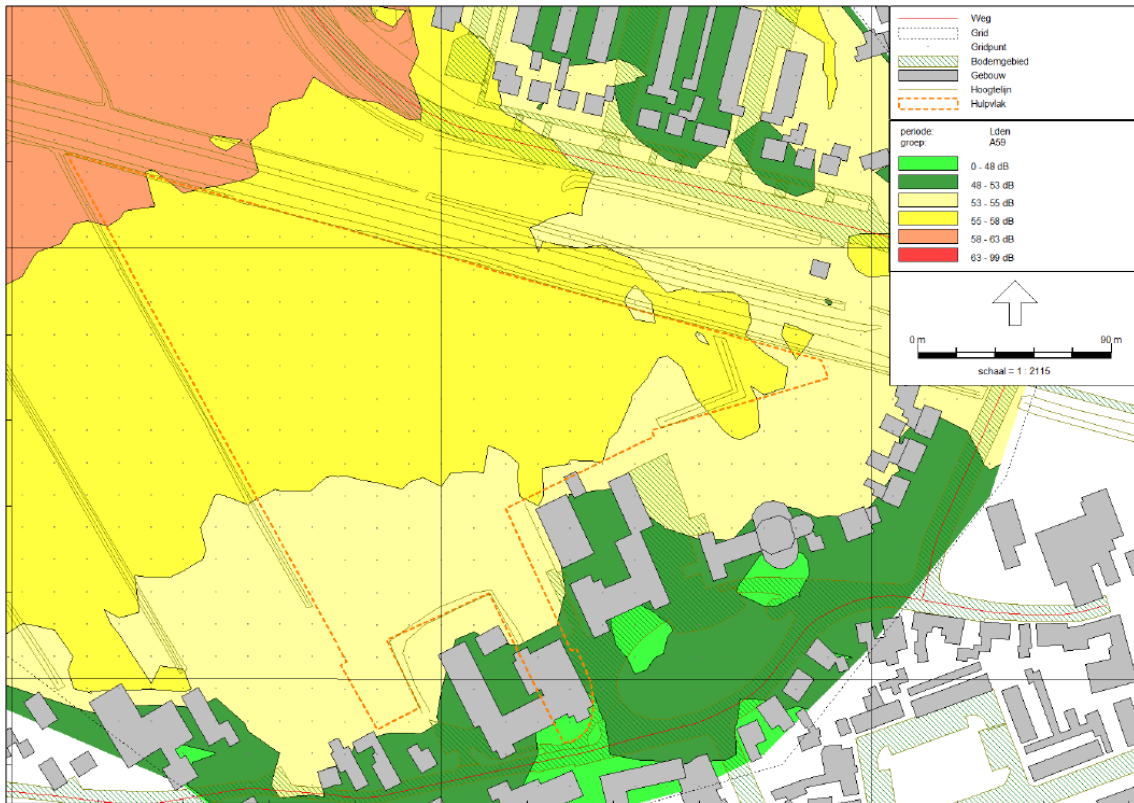 Weg
Grid
Gridpunt
Bodemgebied
Gebouw
Hoogtelijn
Hulpvlak
periode: Lden
groep: A59
0 - 48 dB
48 - 53 dB
53 - 55 dB
55 - 58 dB
58 - 63 dB
63 - 99 dB
0 m 90 m
schaal = 1 : 2115